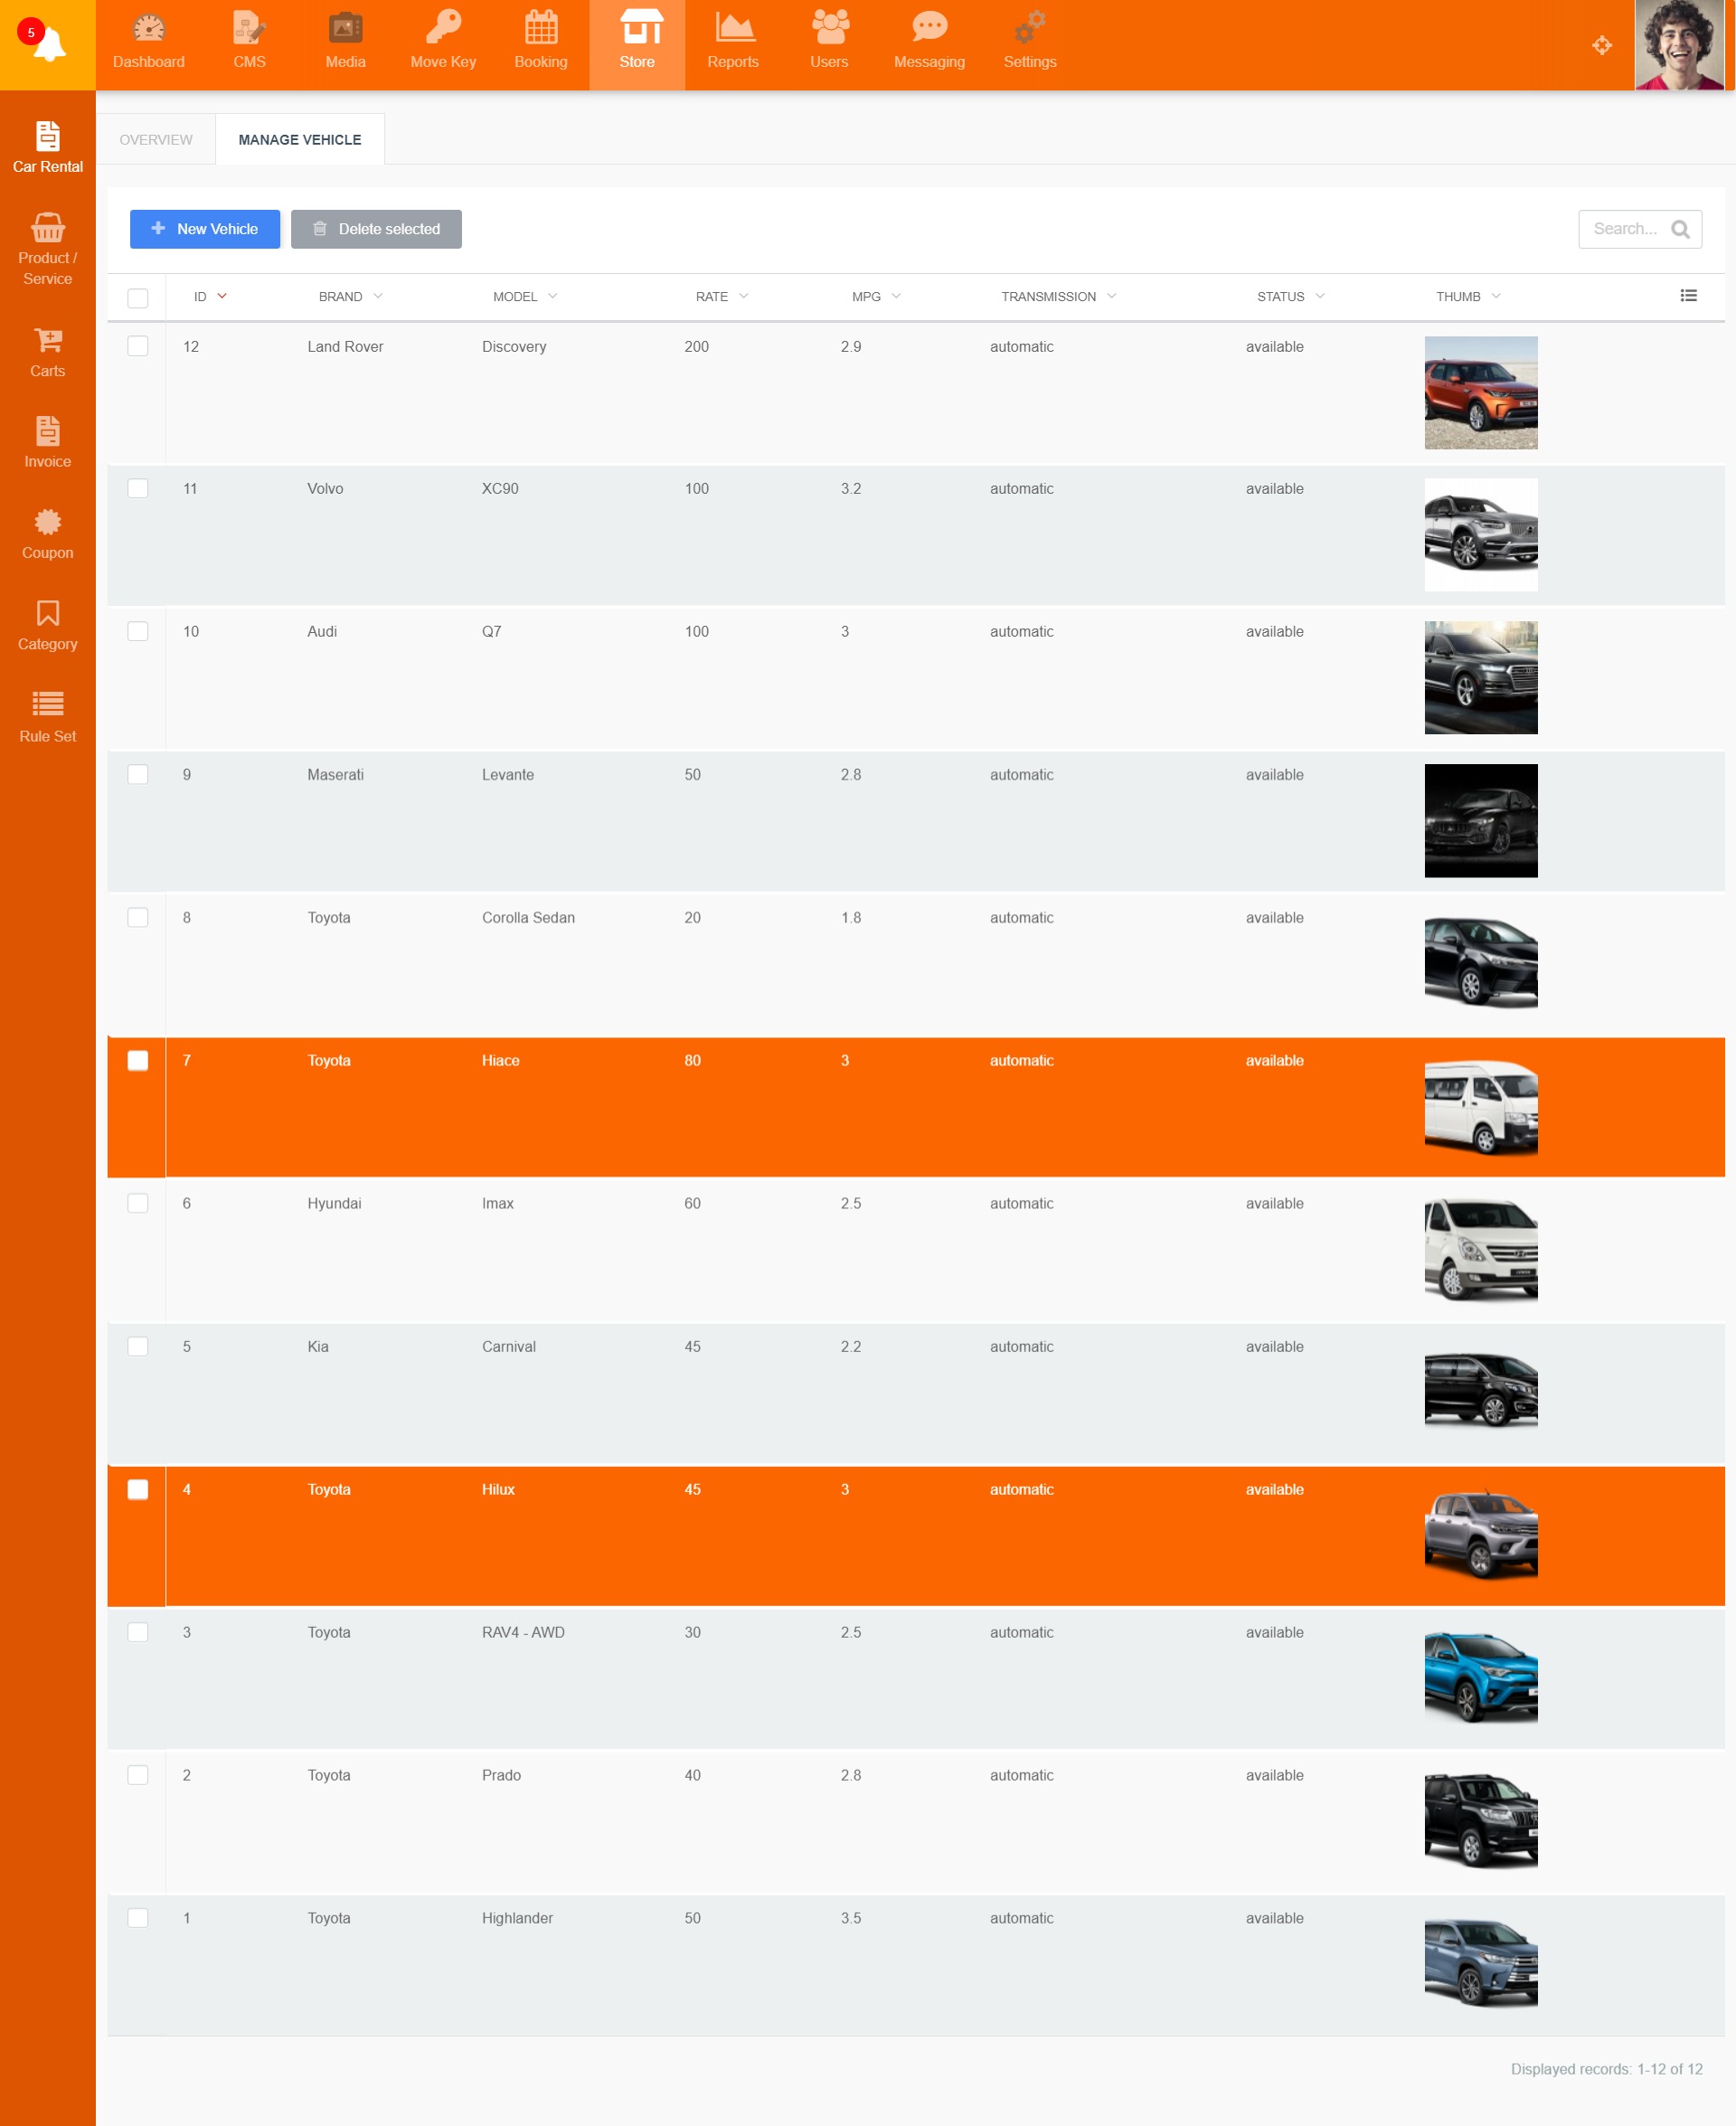 5
Dashboard CMS Media Move Key Booking Store Reports Users Messaging Settings
Car Rental
Product /
Service
Carts
Invoice
Coupon
Category
Rule Set
OVERVIEW MANAGE VEHICLE
New Vehicle Delete selected Search...
ID BRAND MODEL RATE MPG TRANSMISSION STATUS THUMB
12 Land Rover Discovery 200 2.9 automatic available
11 Volvo XC90 100 3.2 automatic available
10 Audi Q7 100 3 automatic available
9 Maserati Levante 50 2.8 automatic available
8 Toyota Corolla Sedan 20 1.8 automatic available
7 Toyota Hiace 80 3 automatic available
6 Hyundai Imax 60 2.5 automatic available
5 Kia Carnival 45 2.2 automatic available
4 Toyota Hilux 45 3 automatic available
3 Toyota RAV4 - AWD 30 2.5 automatic available
2 Toyota Prado 40 2.8 automatic available
1 Toyota Highlander 50 3.5 automatic available
Displayed records: 1-12 of 12